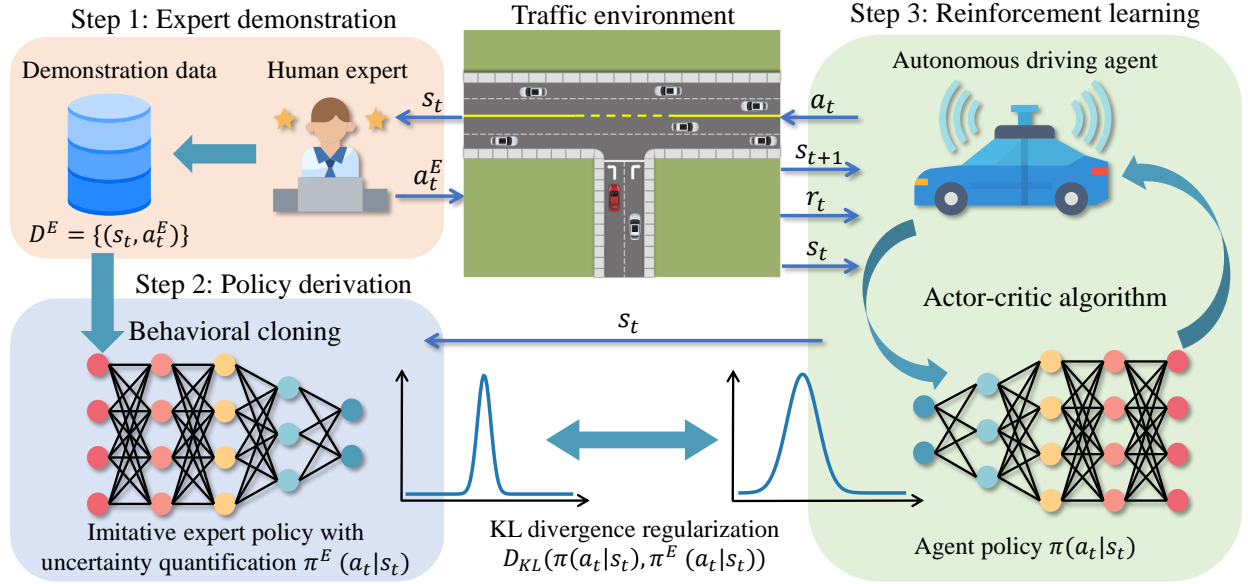 Step 1: Expert demonstration
Demonstration data
Human expert
D^E = {(s_t, a_t^E)}
s_t
a_t^E
Traffic environment
a_t
s_{t+1}
r_t
s_t
Step 2: Policy derivation
Behavioral cloning
Imitative expert policy with
uncertainty quantification π^E (a_t|s_t)
s_t
KL divergence regularization
D_{KL}(π(a_t|s_t), π^E (a_t|s_t))
Step 3: Reinforcement learning
Autonomous driving agent
Actor-critic algorithm
Agent policy π(a_t|s_t)